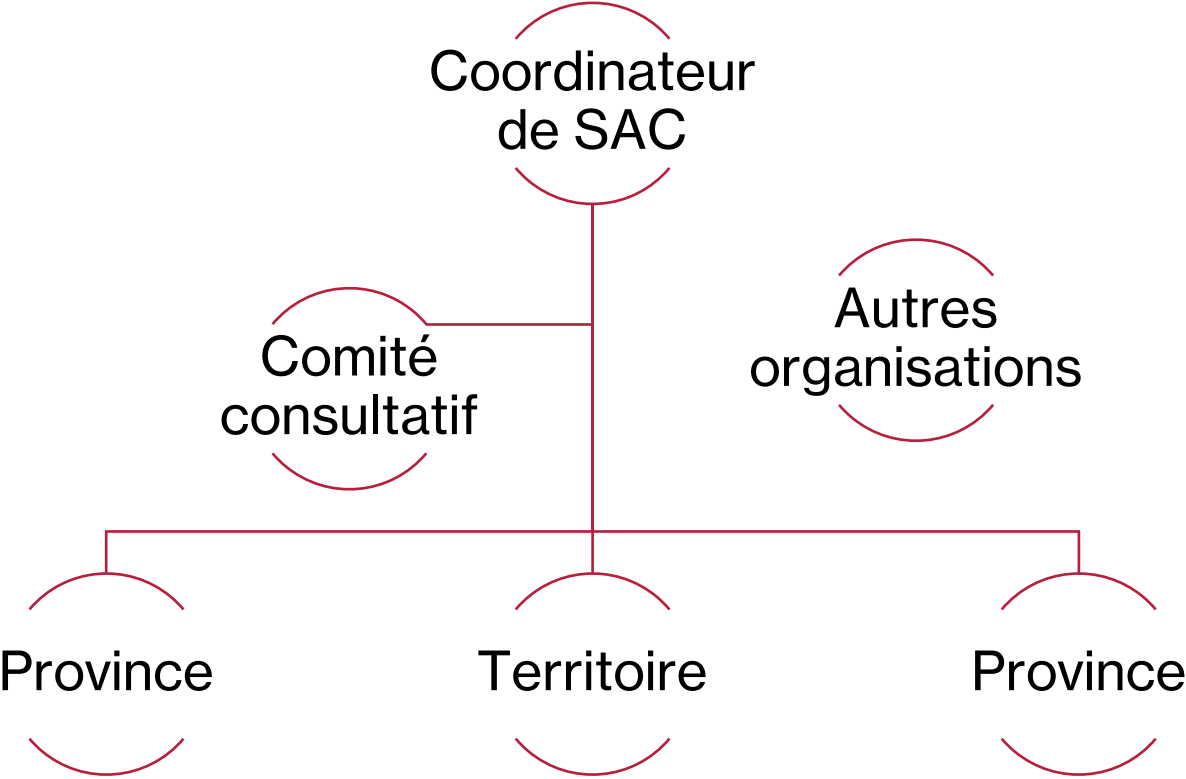 Coordinateur
de SAC
Autres
organisations
Comité
consultatif
Province
Territoire
Province